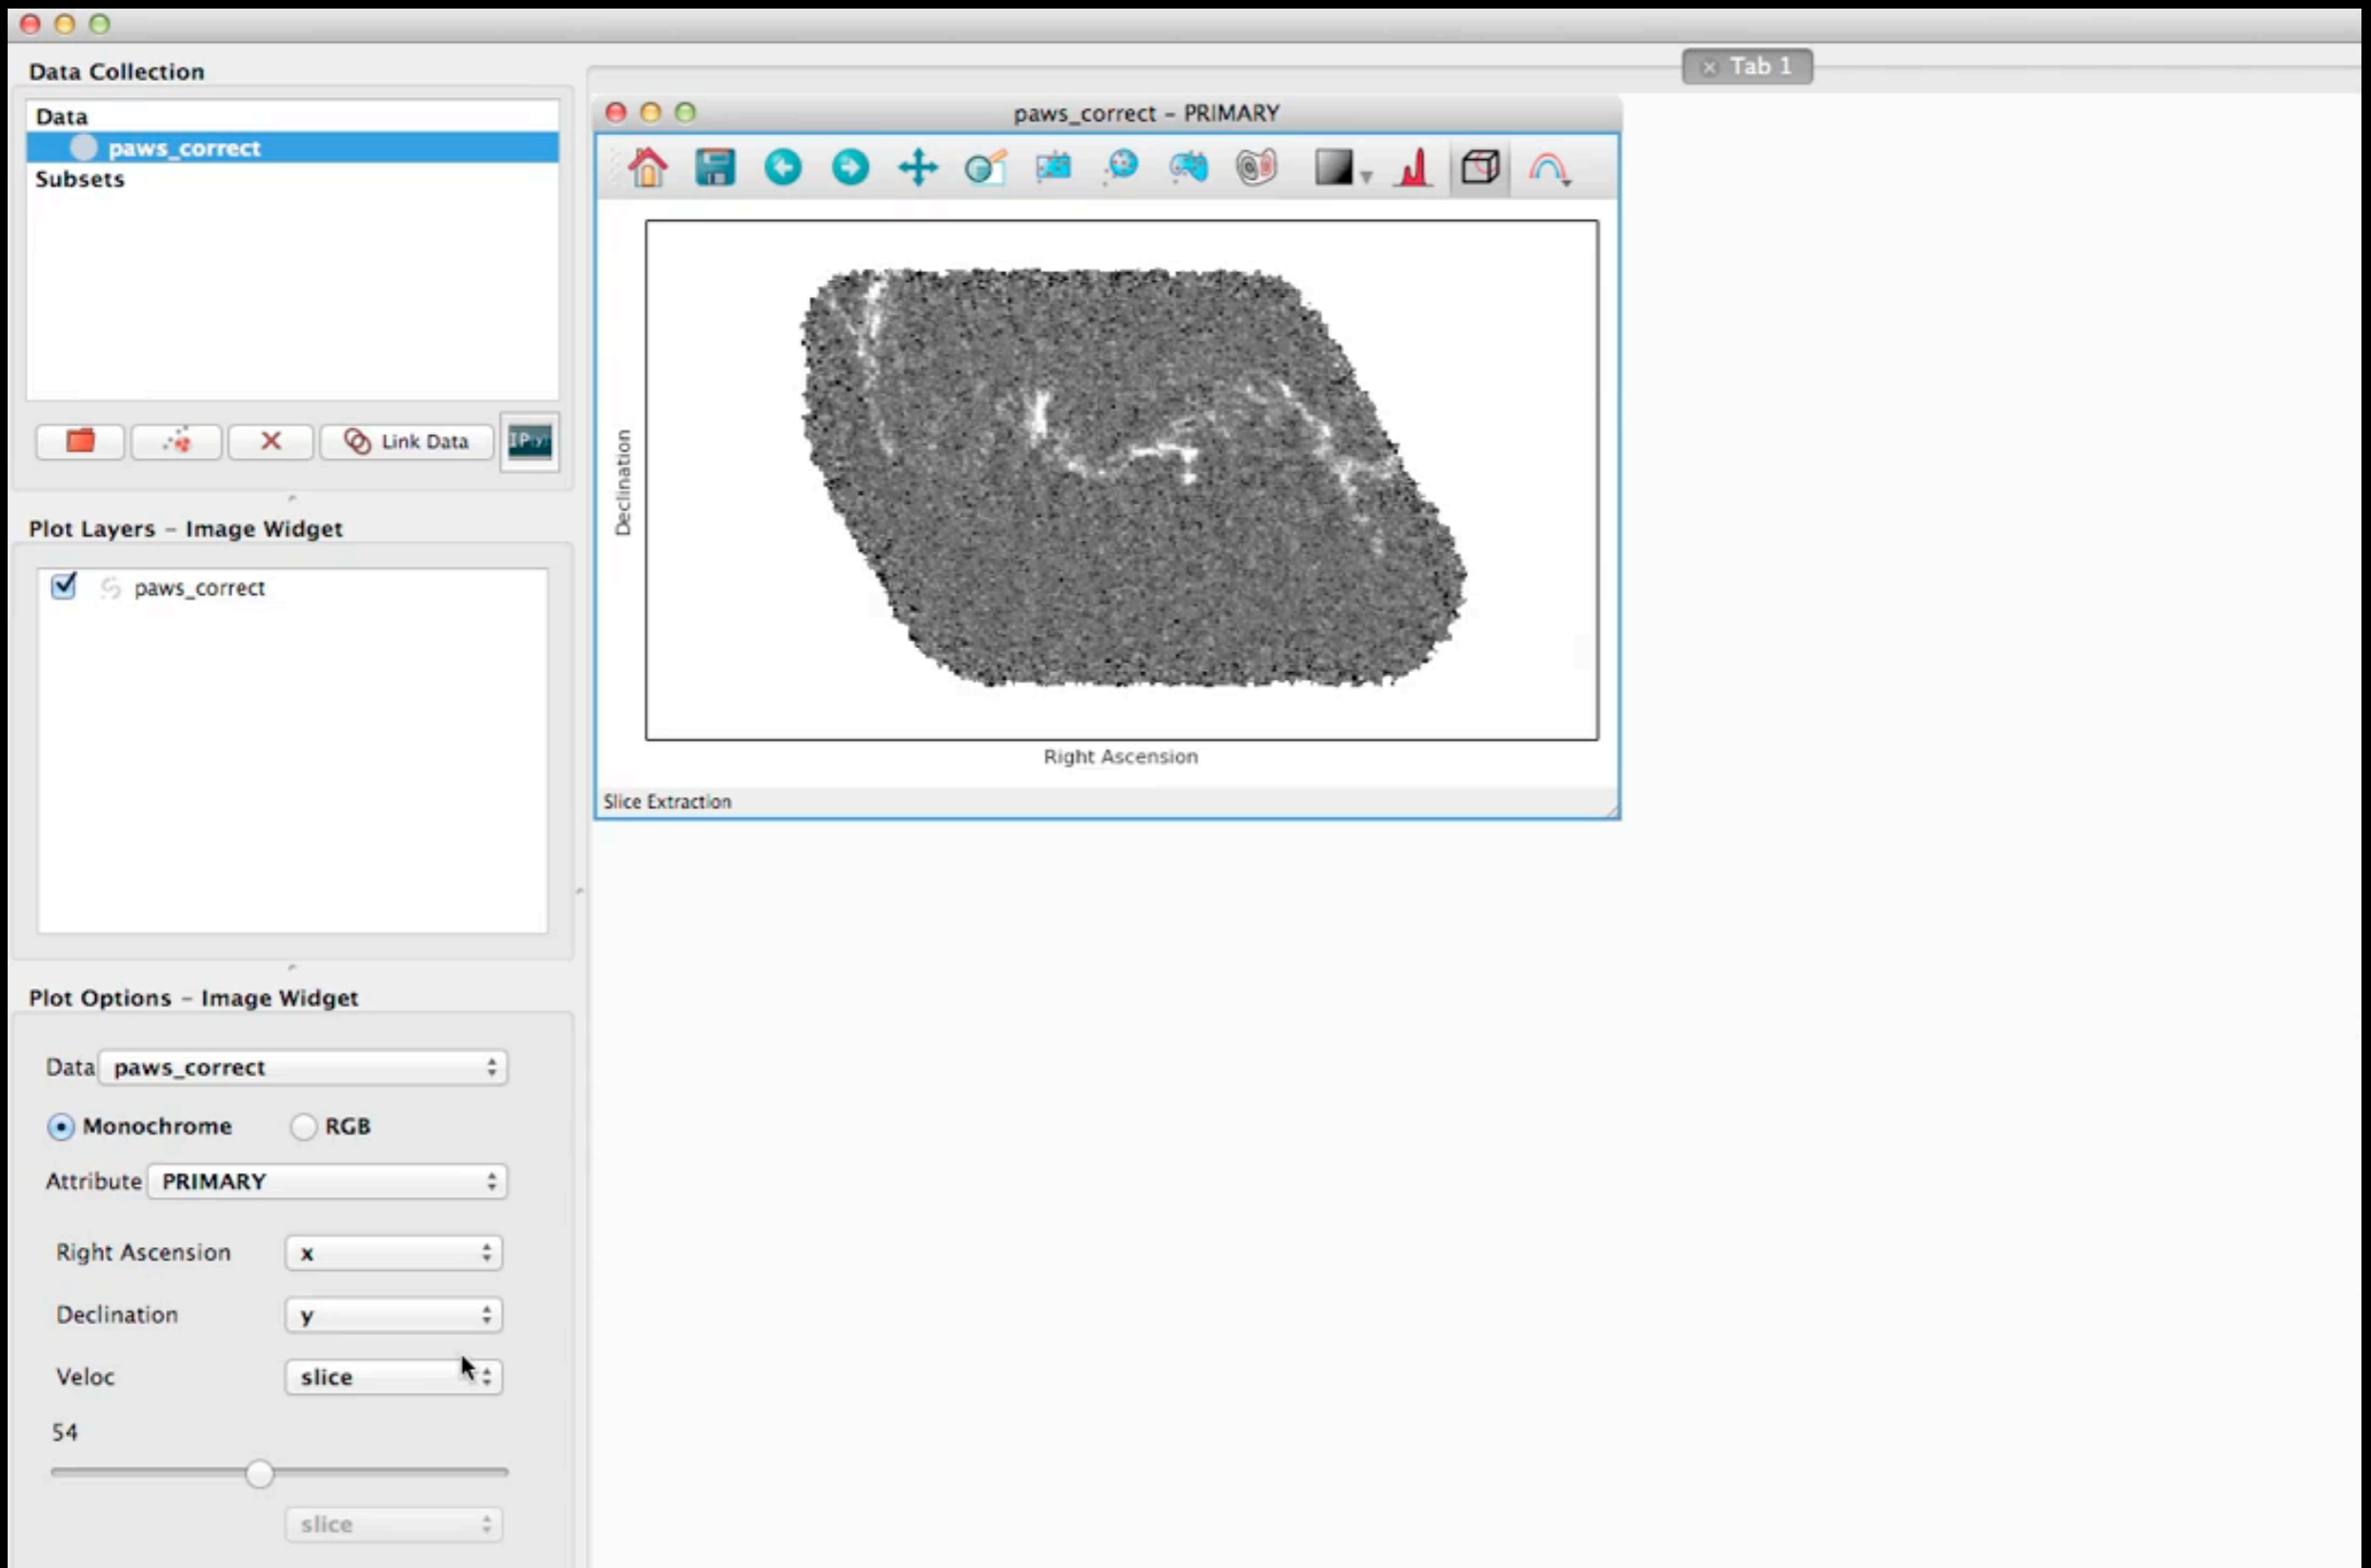 Data Collection
Data
paws_correct
Subsets
Link Data
IP[y]
Plot Layers – Image Widget
paws_correct
Plot Options – Image Widget
Data paws_correct
Monochrome RGB
Attribute PRIMARY
Right Ascension x
Declination y
Veloc slice
54
slice
Tab 1
paws_correct – PRIMARY
Declination
Right Ascension
Slice Extraction